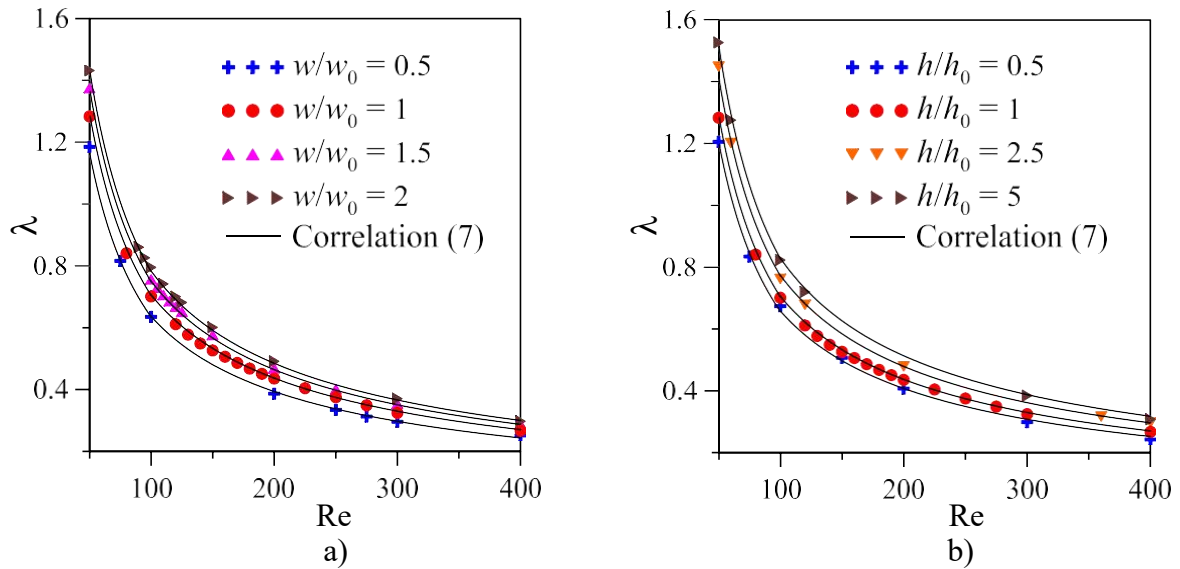 1.6
1.2
0.8
0.4
λ
w/w0 = 0.5
w/w0 = 1
w/w0 = 1.5
w/w0 = 2
Correlation (7)
100
200
300
400
Re
a)
1.6
1.2
0.8
0.4
λ
h/h0 = 0.5
h/h0 = 1
h/h0 = 2.5
h/h0 = 5
Correlation (7)
100
200
300
400
Re
b)